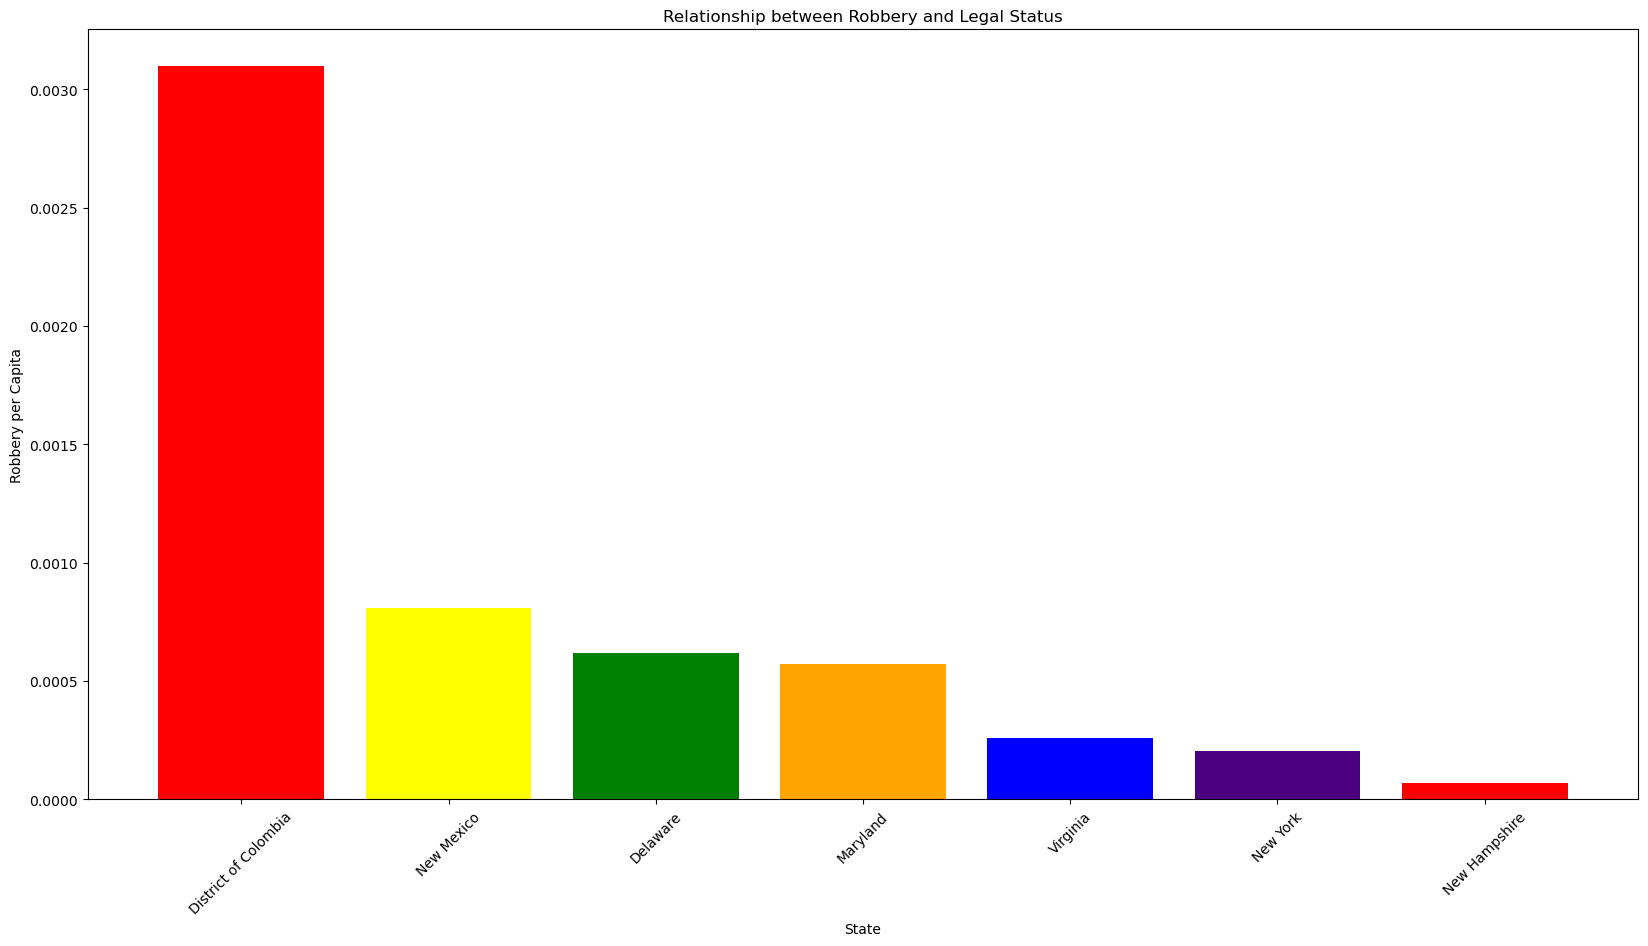 Relationship between Robbery and Legal Status
Robbery per Capita
0.0030
0.0025
0.0020
0.0015
0.0010
0.0005
0.0000
District of Colombia
New Mexico
Delaware
Maryland
Virginia
New York
New Hampshire
State